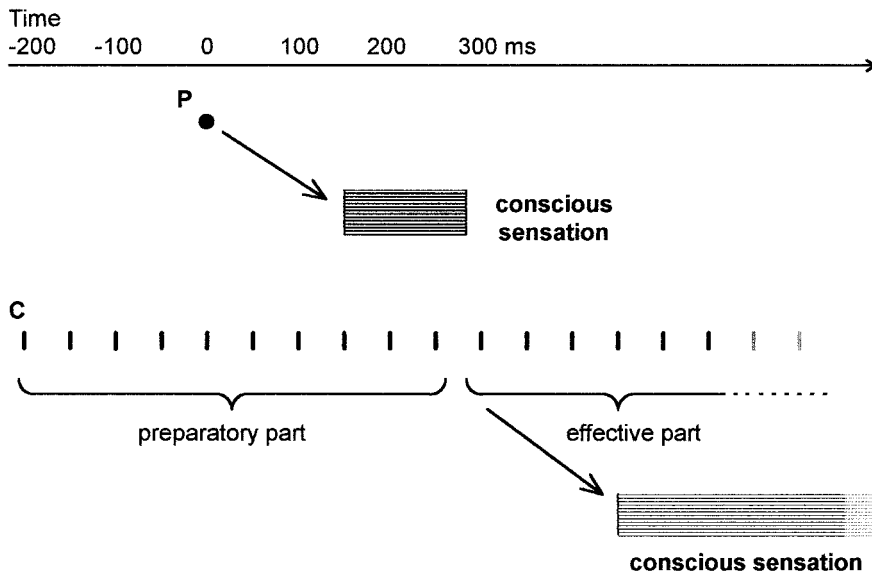 Time
-200 -100 0 100 200 300 ms
P
conscious
sensation
C
preparatory part effective part
conscious sensation